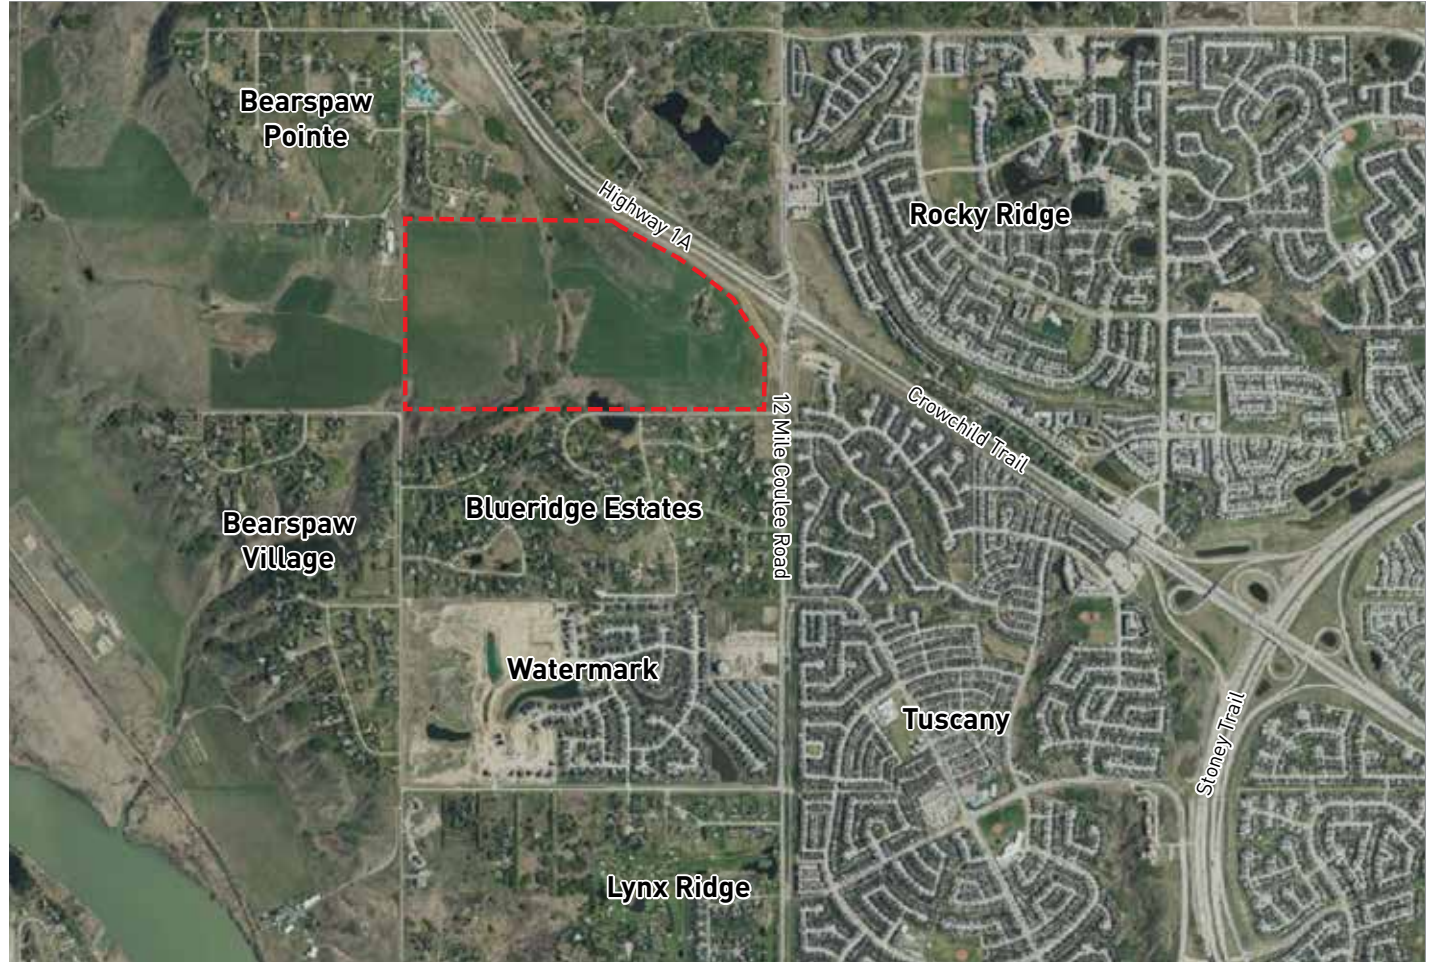 Bearspaw
Pointe
Highway 1A
Rocky Ridge
Crowchild Trail
12 Mile Coulee Road
Blueridge Estates
Bearspaw
Village
Watermark
Tuscany
Stoney Trail
Lynx Ridge